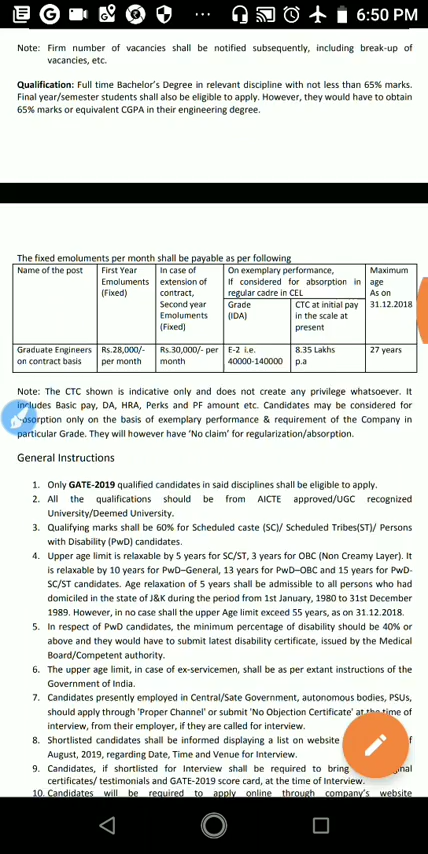 6:50 PM
Note: Firm number of vacancies shall be notified subsequently, including break-up of
vacancies, etc.
Qualification: Full time Bachelor's Degree in relevant discipline with not less than 65% marks.
Final year/semester students shall also be eligible to apply. However, they would have to obtain
65% marks or equivalent CGPA in their engineering degree.
The fixed emoluments per month shall be payable as per following
Name of the post
First Year
Emoluments
(Fixed)
In case of
extension of
contract,
Second year
Emoluments
(Fixed)
On exemplary performance,
If considered for absorption in
regular cadre in CEL
Grade
(IDA)
CTC at initial pay
in the scale at
present
Maximum
age
As on
31.12.2018
Graduate Engineers
on contract basis
Rs.28,000/-
per month
Rs.30,000/- per
month
E-2 i.e.
40000-140000
8.35 Lakhs
p.a
27 years
Note: The CTC shown is indicative only and does not create any privilege whatsoever. It
includes Basic pay, DA, HRA, Perks and PF amount etc. Candidates may be considered for
absorption only on the basis of exemplary performance & requirement of the Company in
particular Grade. They will however have 'No claim' for regularization/absorption.
General Instructions
1. Only GATE-2019 qualified candidates in said disciplines shall be eligible to apply.
2. All the qualifications should be from AICTE approved/UGC recognized
University/Deemed University.
3. Qualifying marks shall be 60% for Scheduled caste (SC)/ Scheduled Tribes(ST)/ Persons
with Disability (PwD) candidates.
4. Upper age limit is relaxable by 5 years for SC/ST, 3 years for OBC (Non Creamy Layer). It
is relaxable by 10 years for PwD–General, 13 years for PwD–OBC and 15 years for PwD-
SC/ST candidates. Age relaxation of 5 years shall be admissible to all persons who had
domiciled in the state of J&K during the period from 1st January, 1980 to 31st December
1989. However, in no case shall the upper Age limit exceed 55 years, as on 31.12.2018.
5. In respect of PwD candidates, the minimum percentage of disability should be 40% or
above and they would have to submit latest disability certificate, issued by the Medical
Board/Competent authority.
6. The upper age limit, in case of ex-servicemen, shall be as per extant instructions of the
Government of India.
7. Candidates presently employed in Central/Sate Government, autonomous bodies, PSUs,
should apply through 'Proper Channel' or submit 'No Objection Certificate' at the time of
interview, from their employer, if they are called for interview.
8. Shortlisted candidates shall be informed displaying a list on website
August, 2019, regarding Date, Time and Venue for Interview.
9. Candidates, if shortlisted for Interview shall be required to bring
certificates/ testimonials and GATE-2019 score card, at the time of Interview.
10. Candidates will be required to apply online through company's website